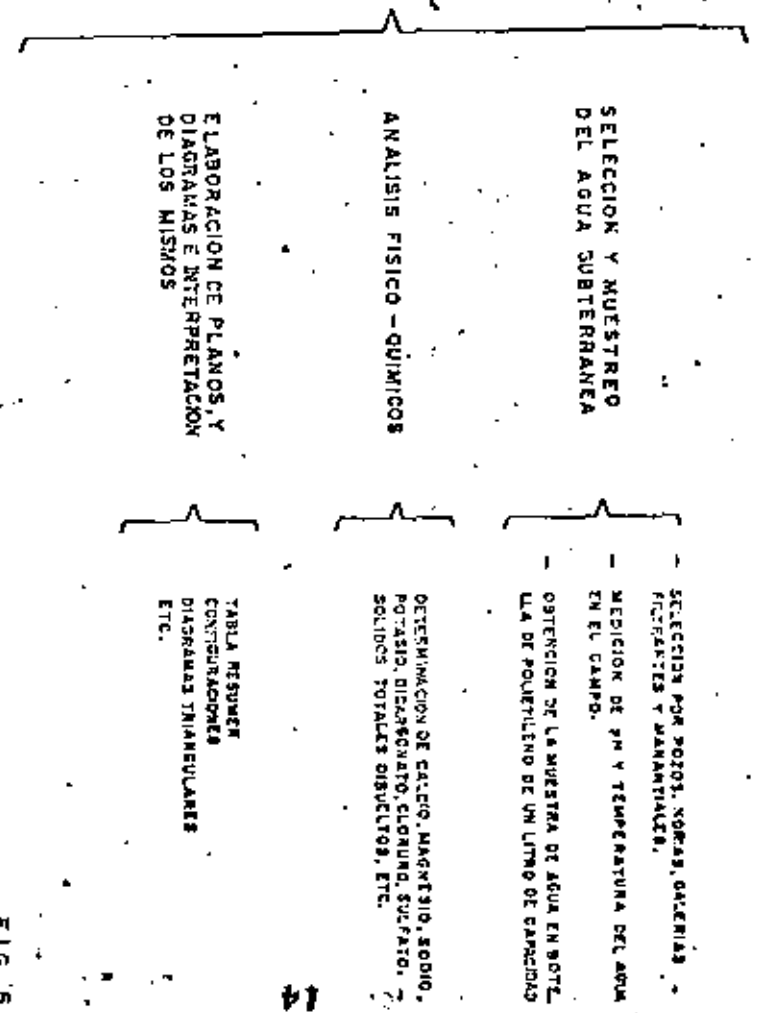 SELECCION Y MUESTREO
DEL AGUA SUBTERRANEA
- SELECCION POR POZOS, NORIAS, GALERIAS
FILTRANTES Y MANANTIALES.
- MEDICION DE PH Y TEMPERATURA DEL AGUA
EN EL CAMPO.
- OBTENCION DE LA MUESTRA DE AGUA EN BOTE_
LLA DE POLIETILENO DE UN LITRO DE CAPACIDAD
ANALISIS FISICO - QUIMICOS
DETERMINACION DE CALCIO, MAGNESIO, SODIO,
POTASIO, BICARBONATO, CLORURO, SULFATO,
SOLIDOS TOTALES DISUELTOS, ETC.
ELABORACION DE PLANOS, Y
DIAGRAMAS E INTERPRETACION
DE LOS MISMOS
TABLA RESUMEN
CONFIGURACIONES
DIAGRAMAS TRIANGULARES
ETC.
14